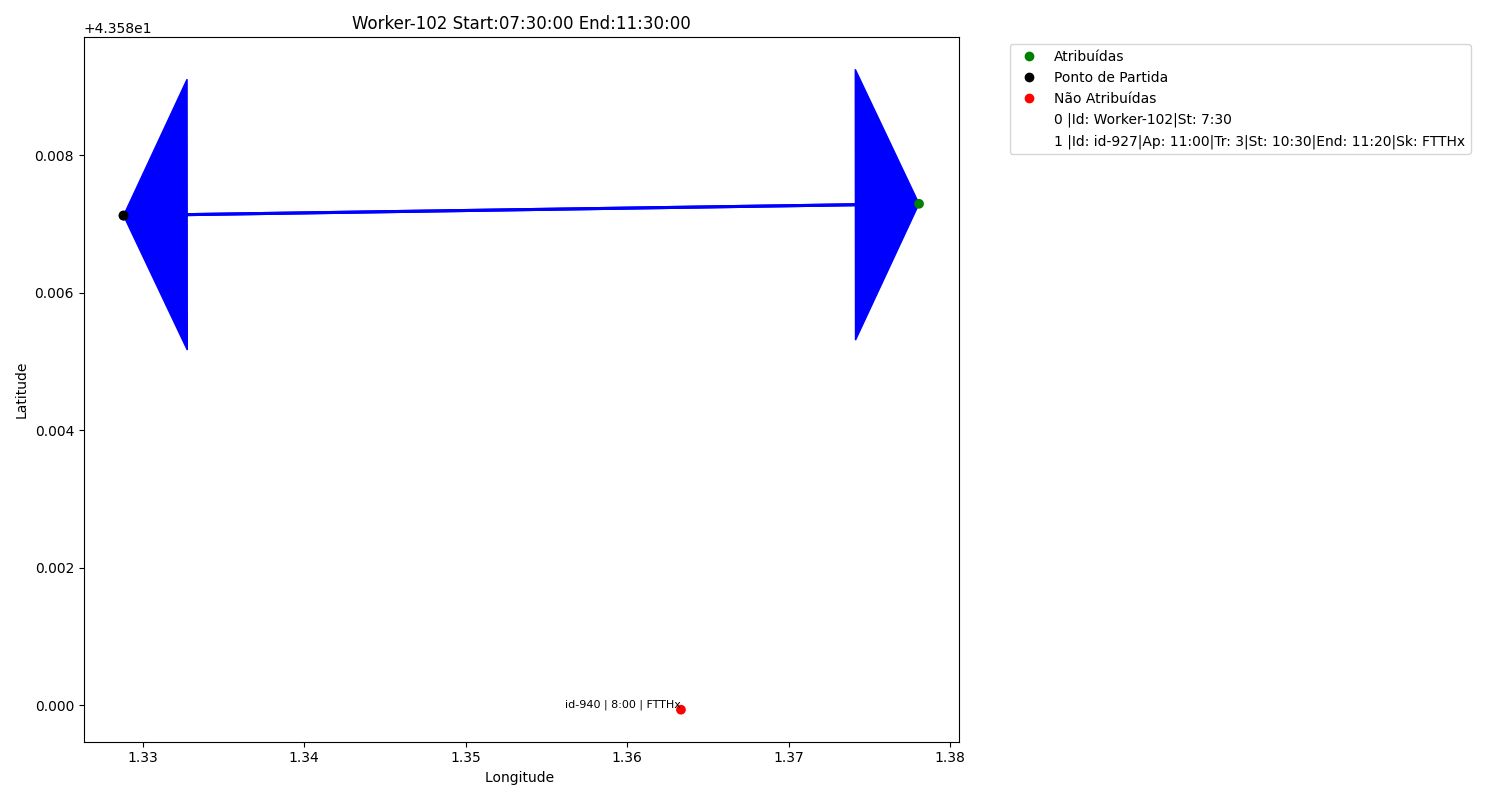 Worker-102 Start:07:30:00 End:11:30:00
+4.358e1
Atribuídas
Ponto de Partida
Não Atribuídas
0 |Id: Worker-102|St: 7:30
1 |Id: id-927|Ap: 11:00|Tr: 3|St: 10:30|End: 11:20|Sk: FTTHx
0.008
0.006
0.004
0.002
0.000
Latitude
id-940 | 8:00 | FTTHx
1.33 1.34 1.35 1.36 1.37 1.38
Longitude